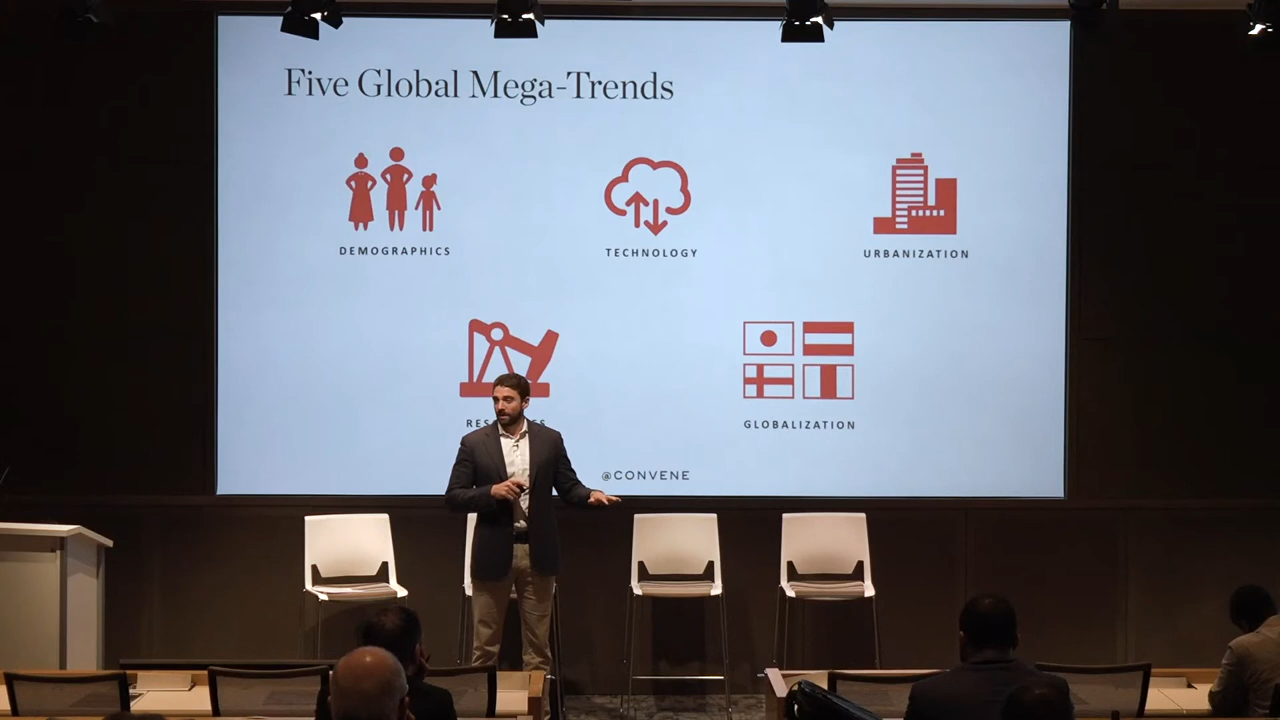 Five Global Mega-Trends
DEMOGRAPHICS
TECHNOLOGY
URBANIZATION
GLOBALIZATION
@CONVENE